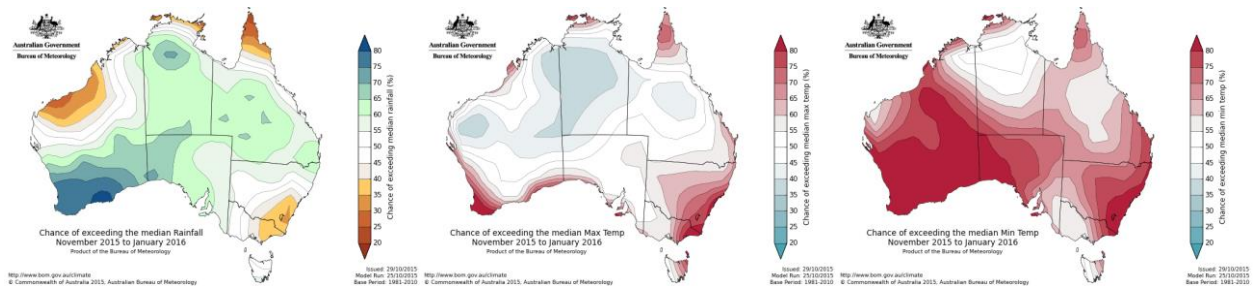 Australian Government
Bureau of Meteorology
80
75
70
65
60
55
45
40
35
30
25
20
Chance of exceeding median rainfall (%)
Chance of exceeding the median Rainfall
November 2015 to January 2016
Product of the Bureau of Meteorology
http://www.bom.gov.au/climate
© Commonwealth of Australia 2015, Australian Bureau of Meteorology
Issued: 29/10/2015
Model Run: 25/10/2015
Base Period: 1981-2010
Australian Government
Bureau of Meteorology
80
75
70
65
60
55
45
40
35
30
25
20
Chance of exceeding median max temp (%)
Chance of exceeding the median Max Temp
November 2015 to January 2016
Product of the Bureau of Meteorology
http://www.bom.gov.au/climate
© Commonwealth of Australia 2015, Australian Bureau of Meteorology
Issued: 29/10/2015
Model Run: 25/10/2015
Base Period: 1981-2010
Australian Government
Bureau of Meteorology
80
75
70
65
60
55
45
40
35
30
25
20
Chance of exceeding median min temp (%)
Chance of exceeding the median Min Temp
November 2015 to January 2016
Product of the Bureau of Meteorology
http://www.bom.gov.au/climate
© Commonwealth of Australia 2015, Australian Bureau of Meteorology
Issued: 29/10/2015
Model Run: 25/10/2015
Base Period: 1981-2010